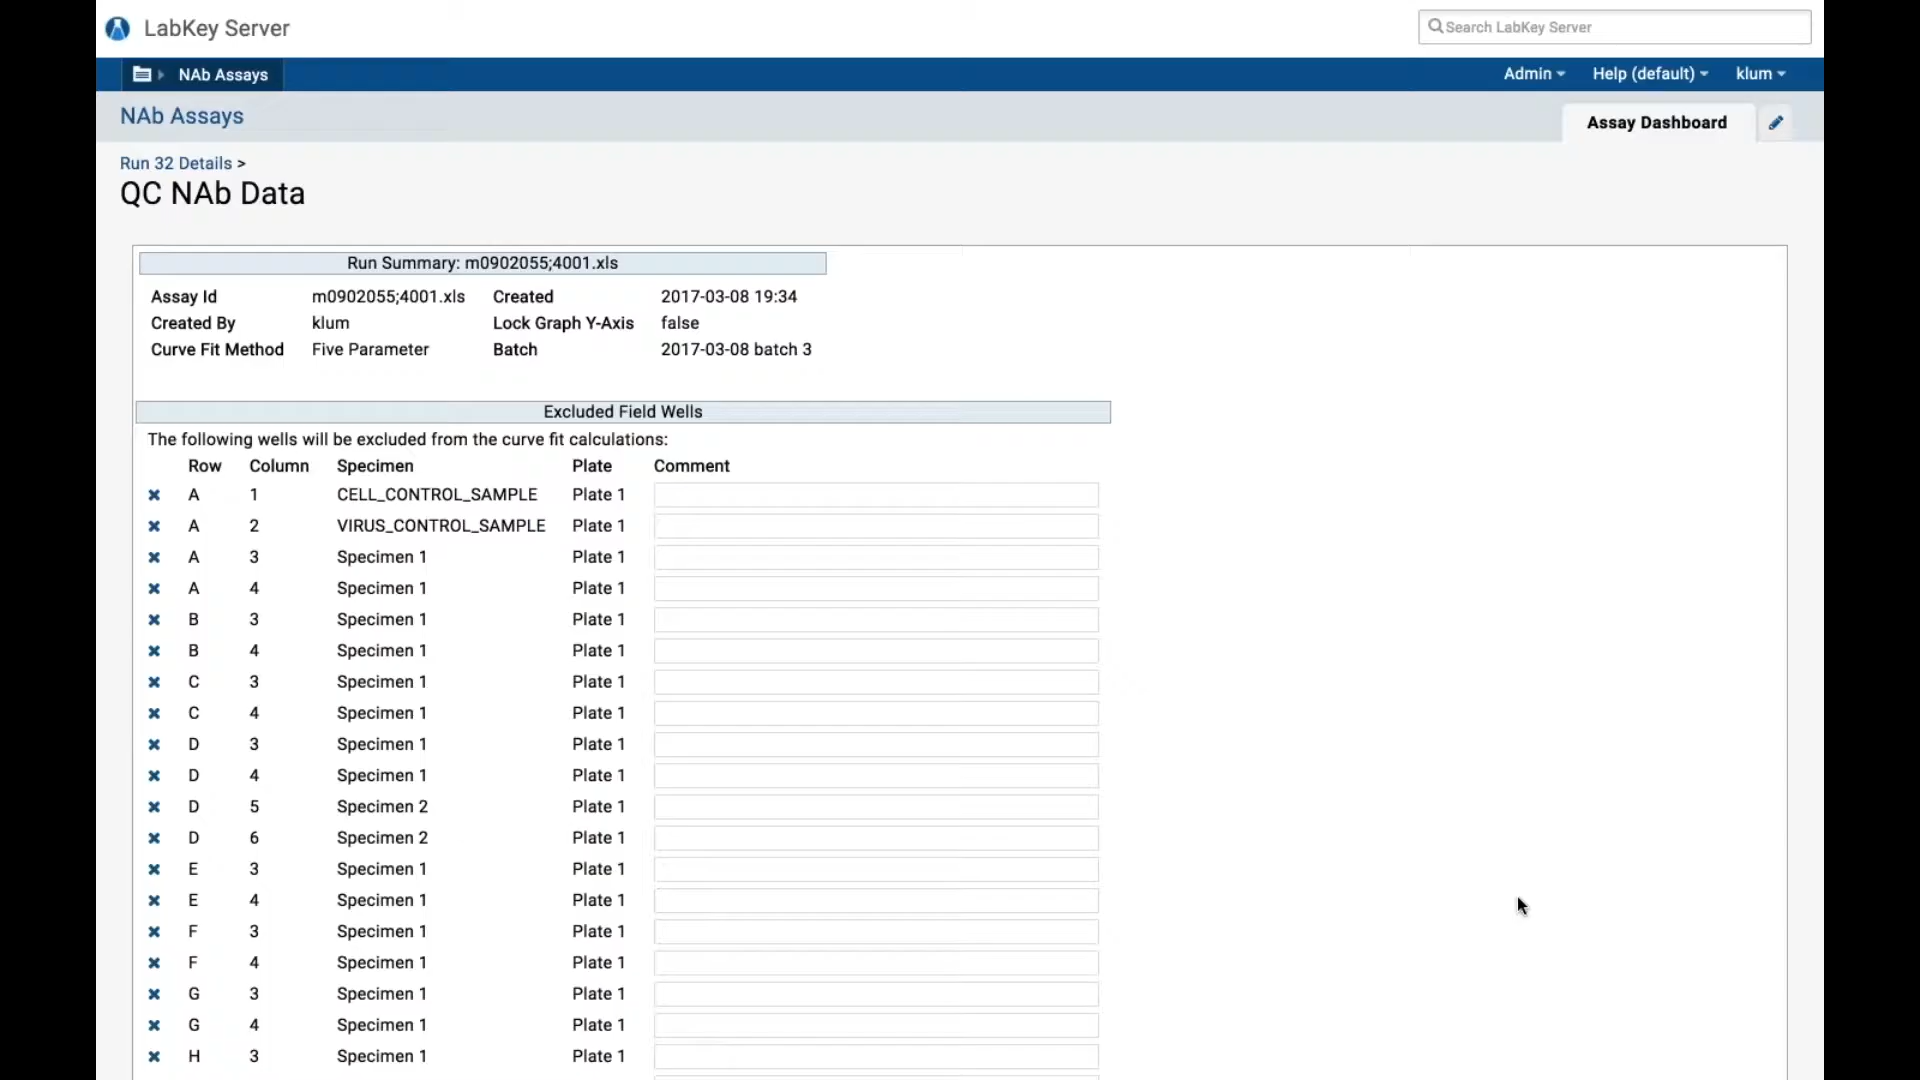 LabKey Server
Search LabKey Server
NAb Assays
Admin
Help (default)
klum
NAb Assays
Assay Dashboard
Run 32 Details >
QC NAb Data
Run Summary: m0902055;4001.xls
Assay Id m0902055;4001.xls Created 2017-03-08 19:34
Created By klum Lock Graph Y-Axis false
Curve Fit Method Five Parameter Batch 2017-03-08 batch 3
Excluded Field Wells
The following wells will be excluded from the curve fit calculations:
Row Column Specimen Plate Comment
A 1 CELL_CONTROL_SAMPLE Plate 1
A 2 VIRUS_CONTROL_SAMPLE Plate 1
A 3 Specimen 1 Plate 1
A 4 Specimen 1 Plate 1
B 3 Specimen 1 Plate 1
B 4 Specimen 1 Plate 1
C 3 Specimen 1 Plate 1
C 4 Specimen 1 Plate 1
D 3 Specimen 1 Plate 1
D 4 Specimen 1 Plate 1
D 5 Specimen 2 Plate 1
D 6 Specimen 2 Plate 1
E 3 Specimen 1 Plate 1
E 4 Specimen 1 Plate 1
F 3 Specimen 1 Plate 1
F 4 Specimen 1 Plate 1
G 3 Specimen 1 Plate 1
G 4 Specimen 1 Plate 1
H 3 Specimen 1 Plate 1